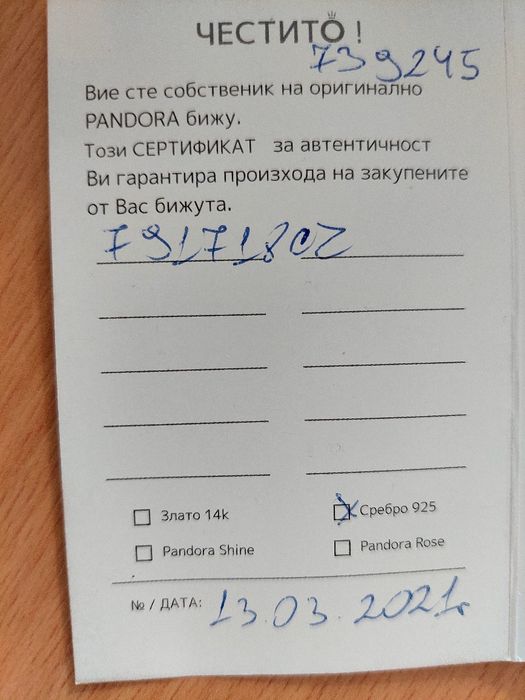 ЧЕСТИТО !
739245
Вие сте собственик на оригинално
PANDORA бижу.
Този СЕРТИФИКАТ за автентичност
Ви гарантира произхода на закупените
от Вас бижута.
791718CZ
Злато 14k
Сребро 925
Pandora Shine
Pandora Rose
№ / ДАТА: 13.03.2021г